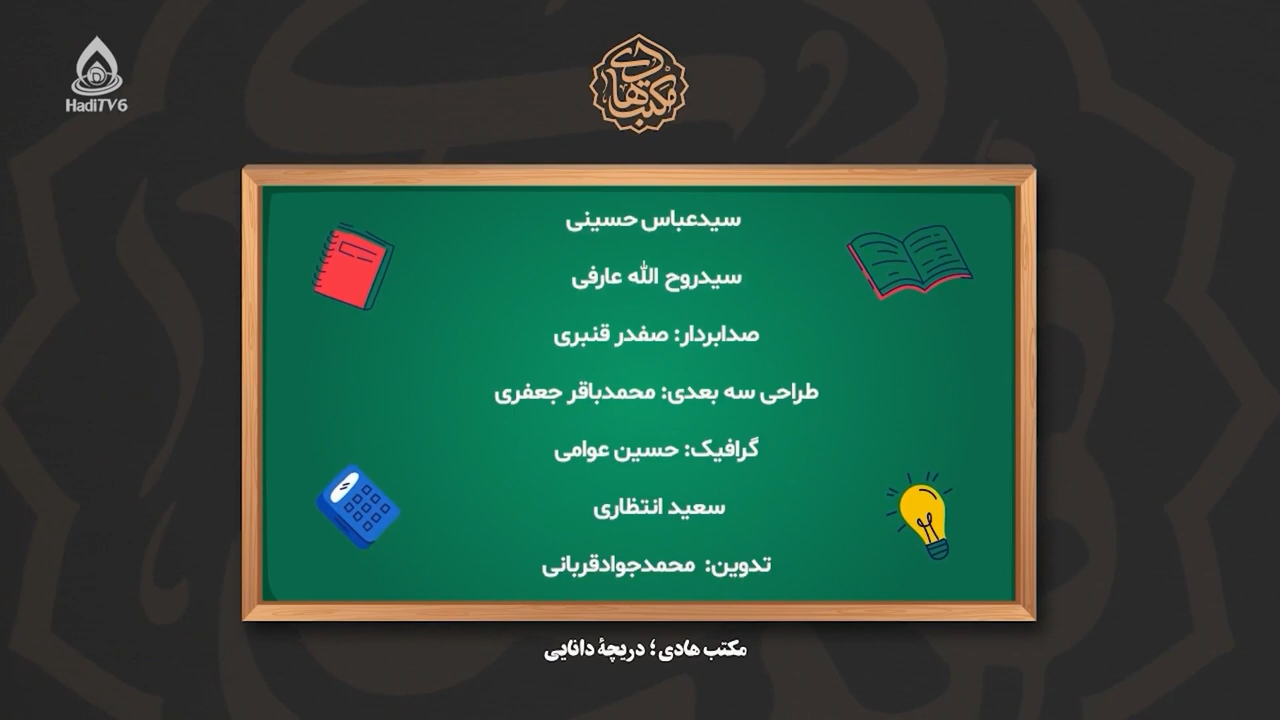 HadiTV6
مکتب هادی
سیدعباس حسینی
سیدروح الله عارفی
صدابردار: صفدر قنبری
طراحی سه بعدی: محمدباقر جعفری
گرافیک: حسین عوامی
سعید انتظاری
تدوین: محمدجوادقربانی
مکتب هادی؛ دریچهٔ دانایی